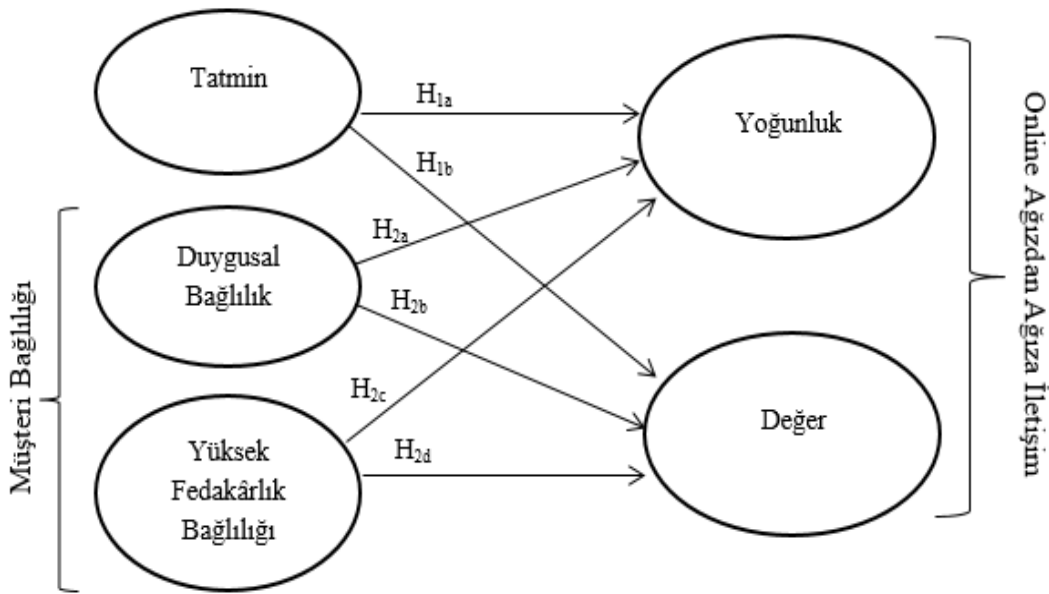 Tatmin
Yoğunluk
H1a
H1b
H2a
Duygusal
Bağlılık
H2b
H2c
Değer
Yüksek
Fedakârlık
Bağlılığı
H2d
Müşteri Bağlılığı
Online Ağızdan Ağıza İletişim